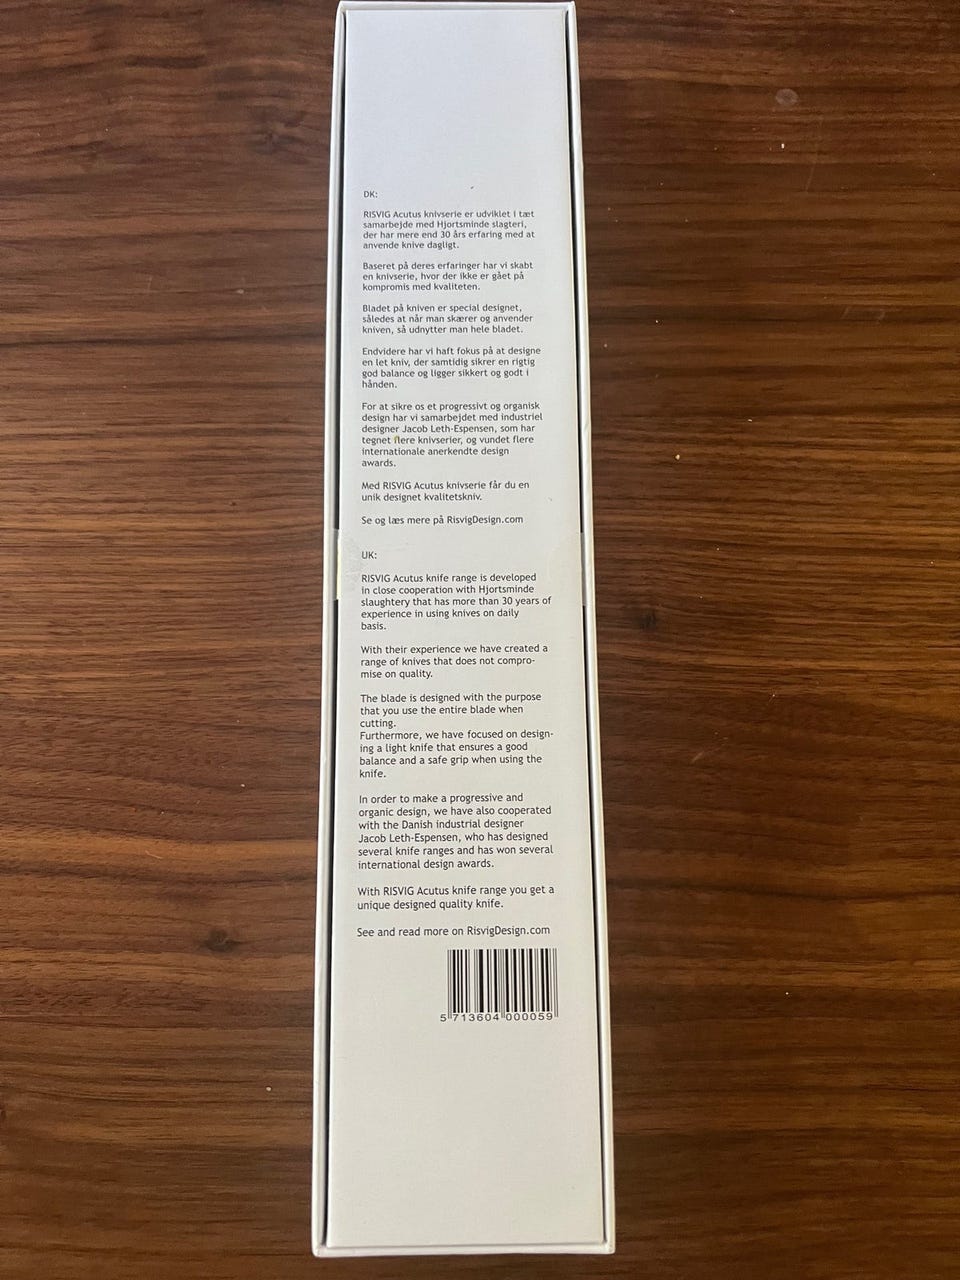 DK:
RISVIG Acutus knivserie er udviklet i tæt
samarbejde med Hjortsminde slagteri,
der har mere end 30 års erfaring med at
anvende knive dagligt.
Baseret på deres erfaringer har vi skabt
en knivserie, hvor der ikke er gået på
kompromis med kvaliteten.
Bladet på kniven er special designet,
således at når man skærer og anvender
kniven, så udnytter man hele bladet.
Endvidere har vi haft fokus på at designe
en let kniv, der samtidig sikrer en rigtig
god balance og ligger sikkert og godt i
hånden.
For at sikre os et progressivt og organisk
design har vi samarbejdet med industriel
designer Jacob Leth-Espensen, som har
tegnet flere knivserier, og vundet flere
internationale anerkendte design
awards.
Med RISVIG Acutus knivserie får du en
unik designet kvalitetskniv.
Se og læs mere på RisvigDesign.com
UK:
RISVIG Acutus knife range is developed
in close cooperation with Hjortsminde
slaughtery that has more than 30 years of
experience in using knives on daily
basis.
With their experience we have created a
range of knives that does not compro-
mise on quality.
The blade is designed with the purpose
that you use the entire blade when
cutting.
Furthermore, we have focused on design-
ing a light knife that ensures a good
balance and a safe grip when using the
knife.
In order to make a progressive and
organic design, we have also cooperated
with the Danish industrial designer
Jacob Leth-Espensen, who has designed
several knife ranges and has won several
international design awards.
With RISVIG Acutus knife range you get a
unique designed quality knife.
See and read more on RisvigDesign.com
5 713604 000059